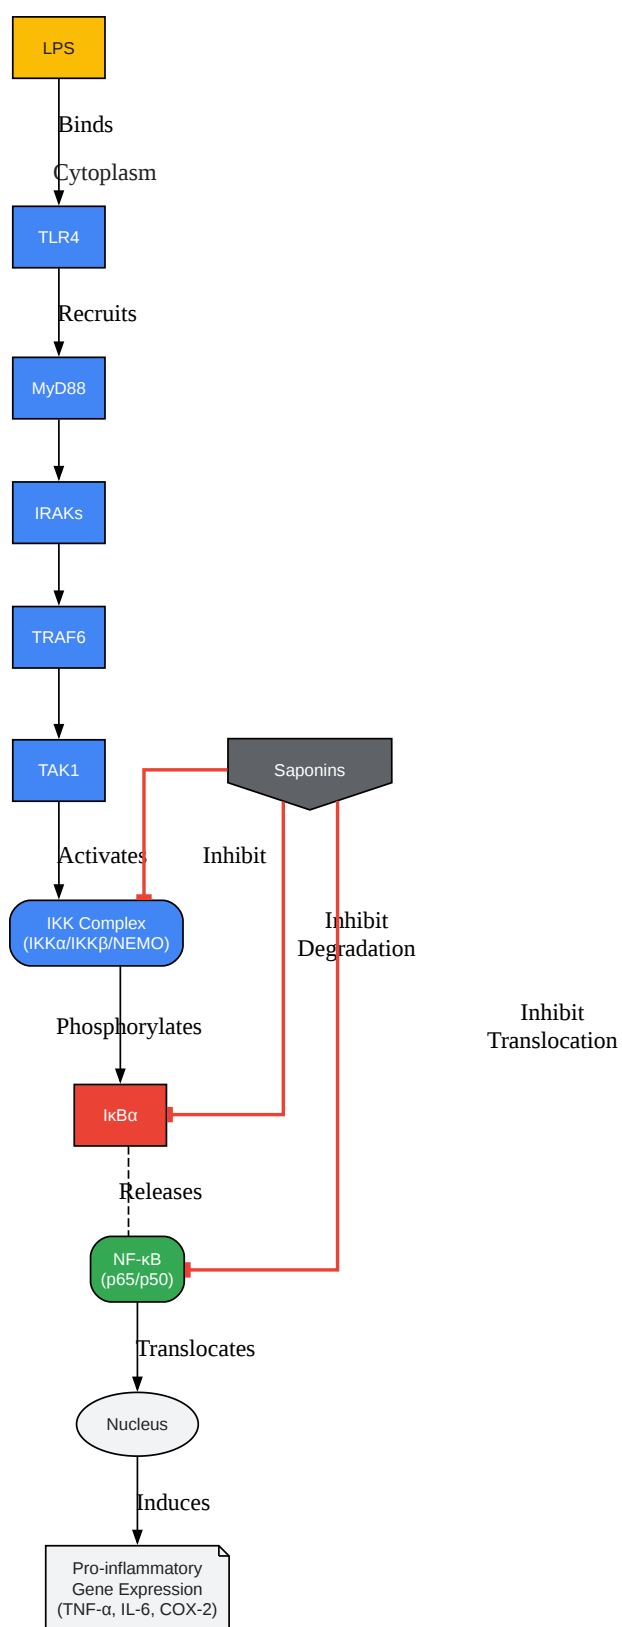 LPS
Binds
Cytoplasm
TLR4
Recruits
MyD88
IRAKs
TRAF6
TAK1
Saponins
Activates
Inhibit
IKK Complex
(IKKα/IKKβ/NEMO)
Inhibit
Degradation
Inhibit
Translocation
Phosphorylates
IκBα
Releases
NF-κB
(p65/p50)
Translocates
Nucleus
Induces
Pro-inflammatory
Gene Expression
(TNF-α, IL-6, COX-2)